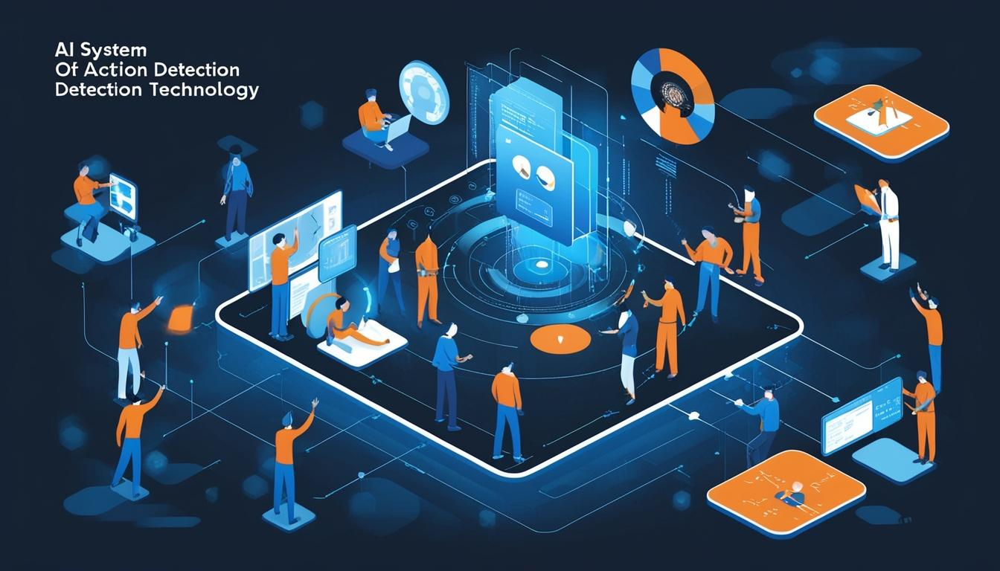 AI System
Of Action Detection
Detection Technology